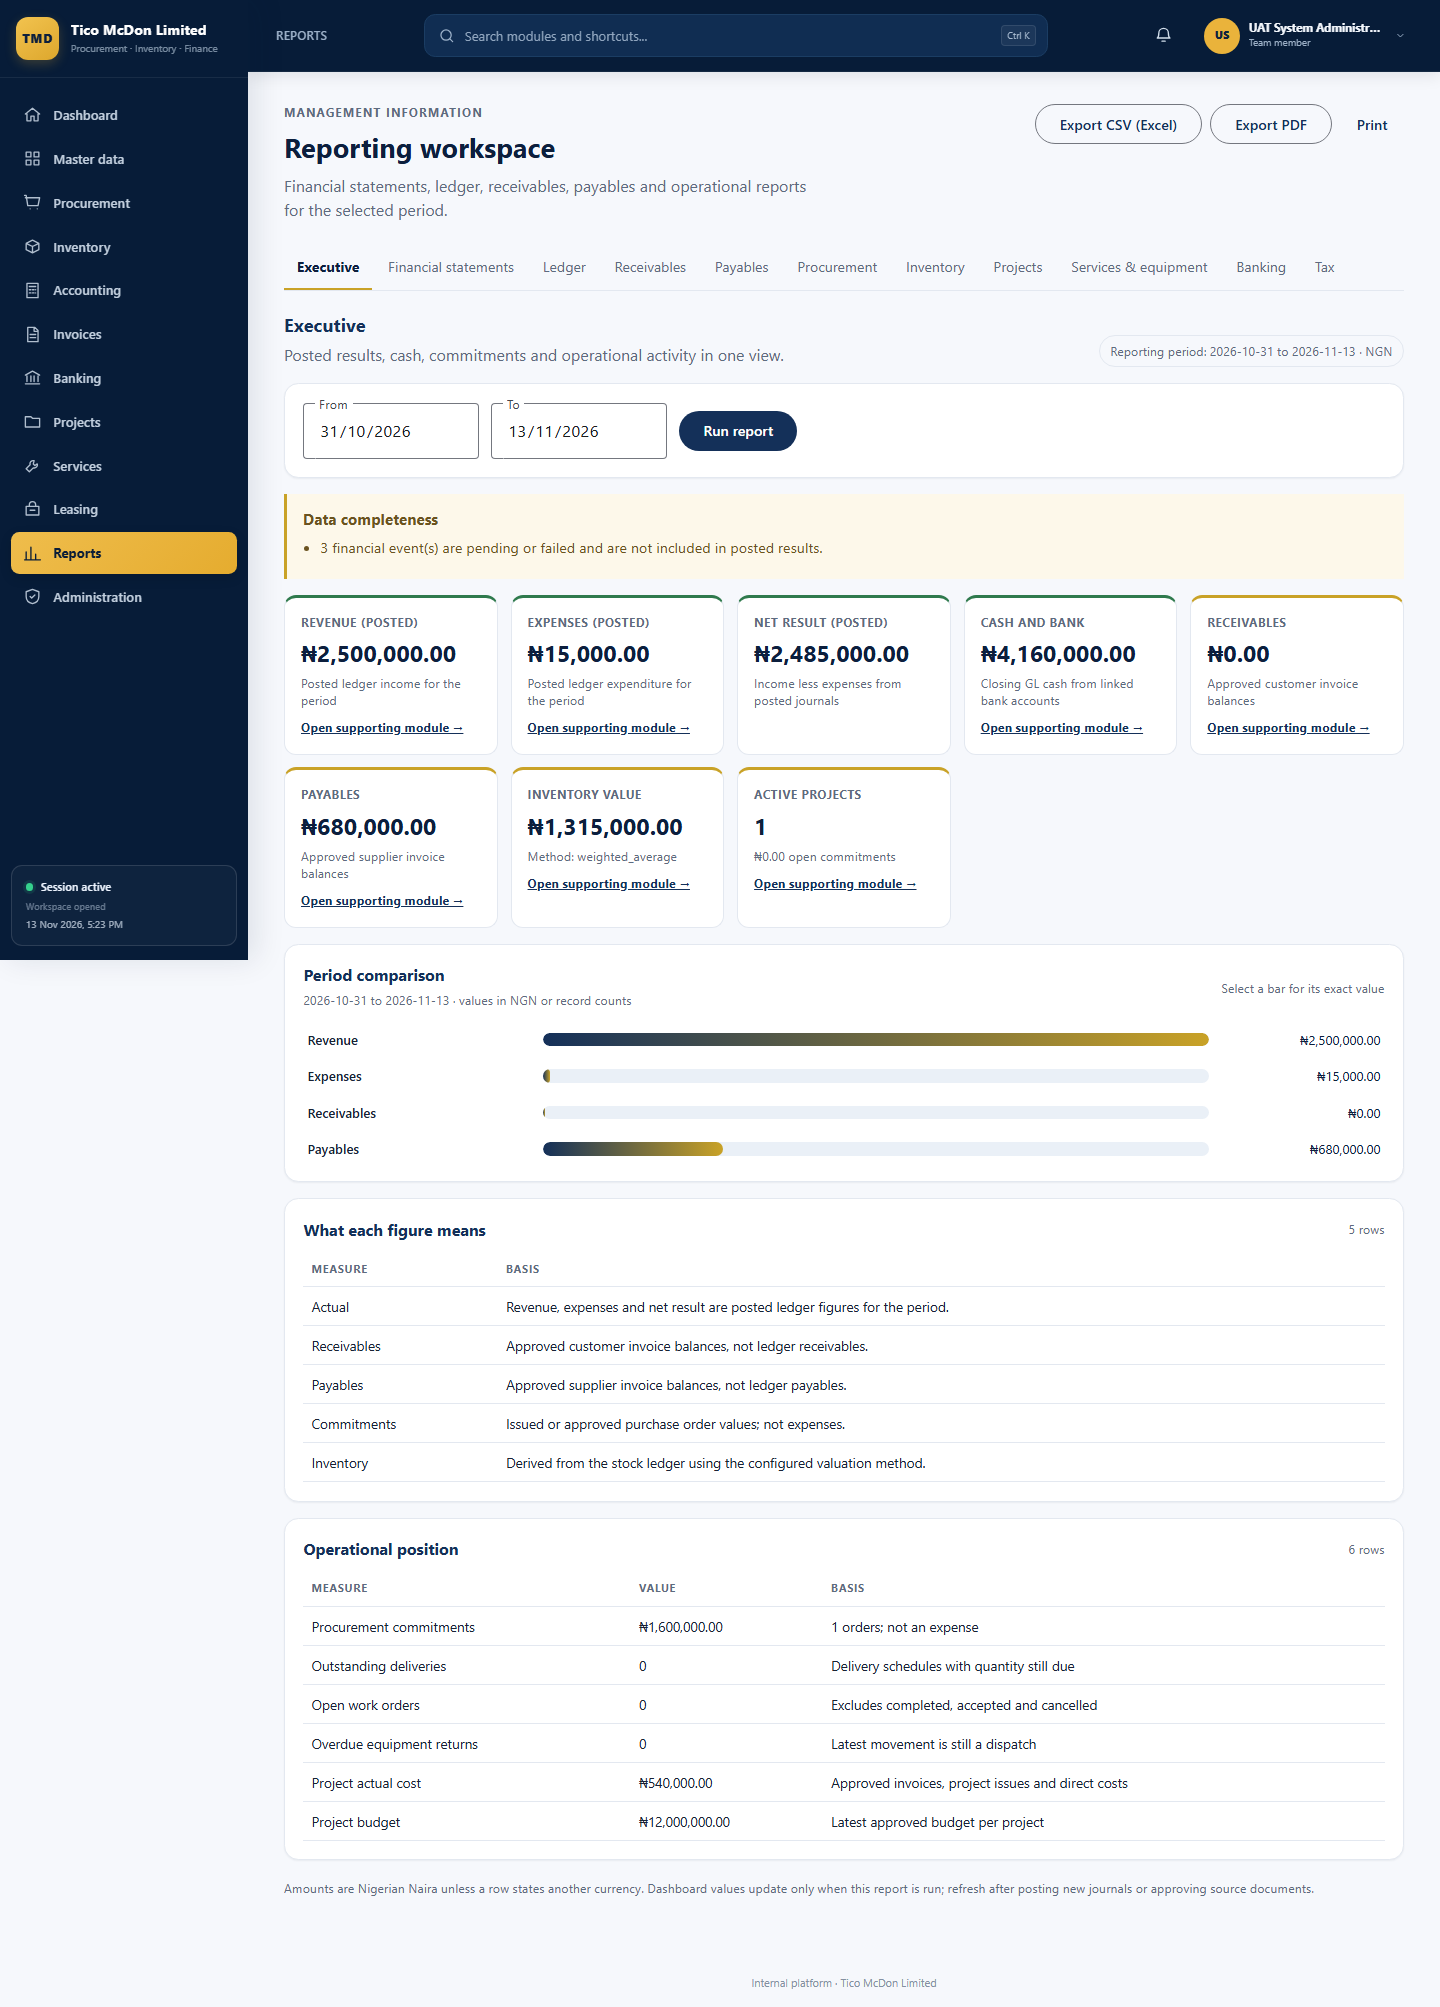 TMD
Tico McDon Limited
Procurement · Inventory · Finance
REPORTS
Search modules and shortcuts...
Ctrl K
US
UAT System Administr...
Team member
Dashboard
Master data
Procurement
Inventory
Accounting
Invoices
Banking
Projects
Services
Leasing
Reports
Administration
Session active
Workspace opened
13 Nov 2026, 5:23 PM
MANAGEMENT INFORMATION
Reporting workspace
Financial statements, ledger, receivables, payables and operational reports
for the selected period.
Export CSV (Excel)
Export PDF
Print
Executive
Financial statements
Ledger
Receivables
Payables
Procurement
Inventory
Projects
Services & equipment
Banking
Tax
Executive
Posted results, cash, commitments and operational activity in one view.
Reporting period: 2026-10-31 to 2026-11-13 · NGN
From
31/10/2026
To
13/11/2026
Run report
Data completeness
• 3 financial event(s) are pending or failed and are not included in posted results.
REVENUE (POSTED)
₦2,500,000.00
Posted ledger income for the
period
Open supporting module →
EXPENSES (POSTED)
₦15,000.00
Posted ledger expenditure for
the period
Open supporting module →
NET RESULT (POSTED)
₦2,485,000.00
Income less expenses from
posted journals
CASH AND BANK
₦4,160,000.00
Closing GL cash from linked
bank accounts
Open supporting module →
RECEIVABLES
₦0.00
Approved customer invoice
balances
Open supporting module →
PAYABLES
₦680,000.00
Approved supplier invoice
balances
Open supporting module →
INVENTORY VALUE
₦1,315,000.00
Method: weighted_average
Open supporting module →
ACTIVE PROJECTS
1
₦0.00 open commitments
Open supporting module →
Period comparison
2026-10-31 to 2026-11-13 · values in NGN or record counts
Select a bar for its exact value
Revenue ₦2,500,000.00
Expenses ₦15,000.00
Receivables ₦0.00
Payables ₦680,000.00
What each figure means
5 rows
MEASURE BASIS
Actual Revenue, expenses and net result are posted ledger figures for the period.
Receivables Approved customer invoice balances, not ledger receivables.
Payables Approved supplier invoice balances, not ledger payables.
Commitments Issued or approved purchase order values; not expenses.
Inventory Derived from the stock ledger using the configured valuation method.
Operational position
6 rows
MEASURE VALUE BASIS
Procurement commitments ₦1,600,000.00 1 orders; not an expense
Outstanding deliveries 0 Delivery schedules with quantity still due
Open work orders 0 Excludes completed, accepted and cancelled
Overdue equipment returns 0 Latest movement is still a dispatch
Project actual cost ₦540,000.00 Approved invoices, project issues and direct costs
Project budget ₦12,000,000.00 Latest approved budget per project
Amounts are Nigerian Naira unless a row states another currency. Dashboard values update only when this report is run; refresh after posting new journals or approving source documents.
Internal platform · Tico McDon Limited